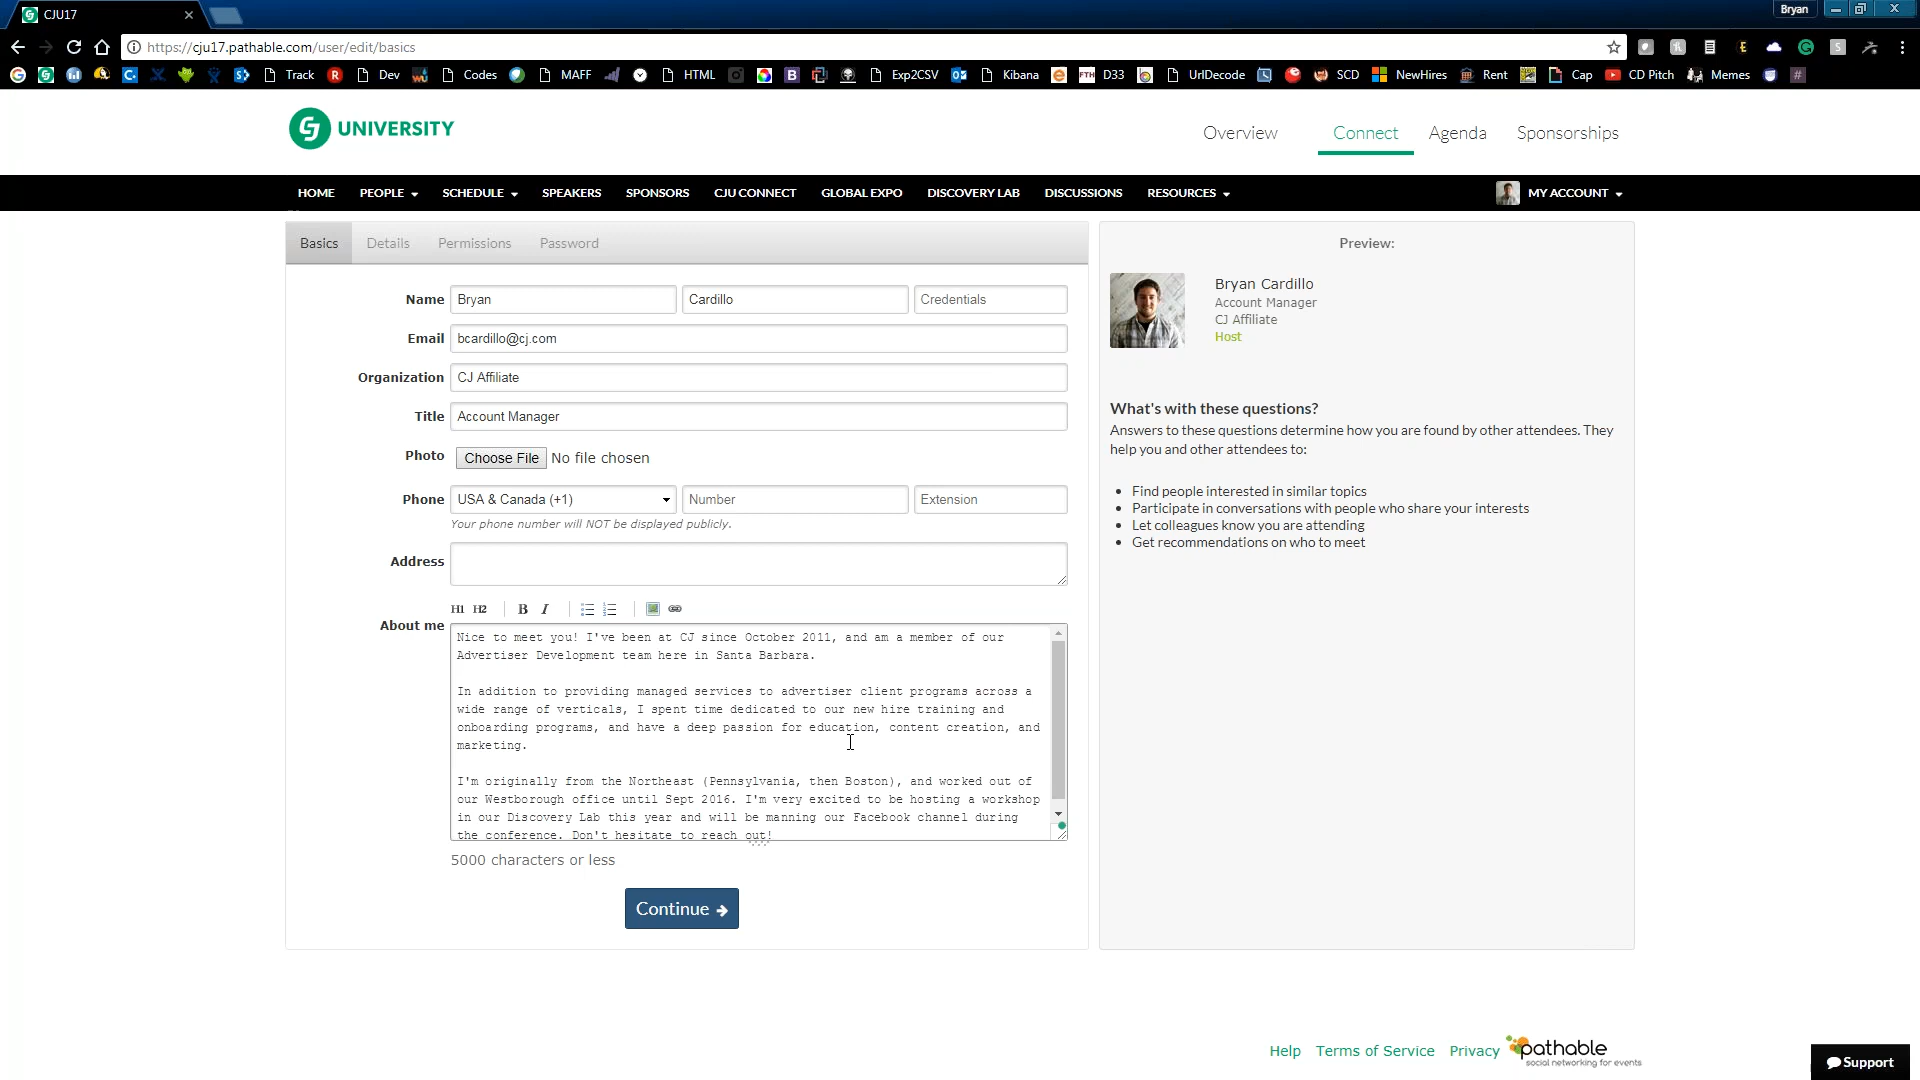 CJU17
Bryan
https://cju17.pathable.com/user/edit/basics
Track
Dev
Codes
MAFF
HTML
Exp2CSV
Kibana
FTH D33
UrlDecode
SCD
NewHires
Rent
Cap
CD Pitch
Memes
UNIVERSITY
Overview
Connect
Agenda
Sponsorships
HOME
PEOPLE
SCHEDULE
SPEAKERS
SPONSORS
CJU CONNECT
GLOBAL EXPO
DISCOVERY LAB
DISCUSSIONS
RESOURCES
MY ACCOUNT
Basics
Details
Permissions
Password
Name Bryan Cardillo Credentials
Email bcardillo@cj.com
Organization CJ Affiliate
Title Account Manager
Photo Choose File No file chosen
Phone USA & Canada (+1) Number Extension
Your phone number will NOT be displayed publicly.
Address
H1 H2 B I
About me
Nice to meet you! I've been at CJ since October 2011, and am a member of our
Advertiser Development team here in Santa Barbara.
In addition to providing managed services to advertiser client programs across a
wide range of verticals, I spent time dedicated to our new hire training and
onboarding programs, and have a deep passion for education, content creation, and
marketing.
I'm originally from the Northeast (Pennsylvania, then Boston), and worked out of
our Westborough office until Sept 2016. I'm very excited to be hosting a workshop
in our Discovery Lab this year and will be manning our Facebook channel during
the conference. Don't hesitate to reach out!
5000 characters or less
Continue
Preview:
Bryan Cardillo
Account Manager
CJ Affiliate
Host
What's with these questions?
Answers to these questions determine how you are found by other attendees. They
help you and other attendees to:
Find people interested in similar topics
Participate in conversations with people who share your interests
Let colleagues know you are attending
Get recommendations on who to meet
Help
Terms of Service
Privacy
pathable
social networking for events
Support